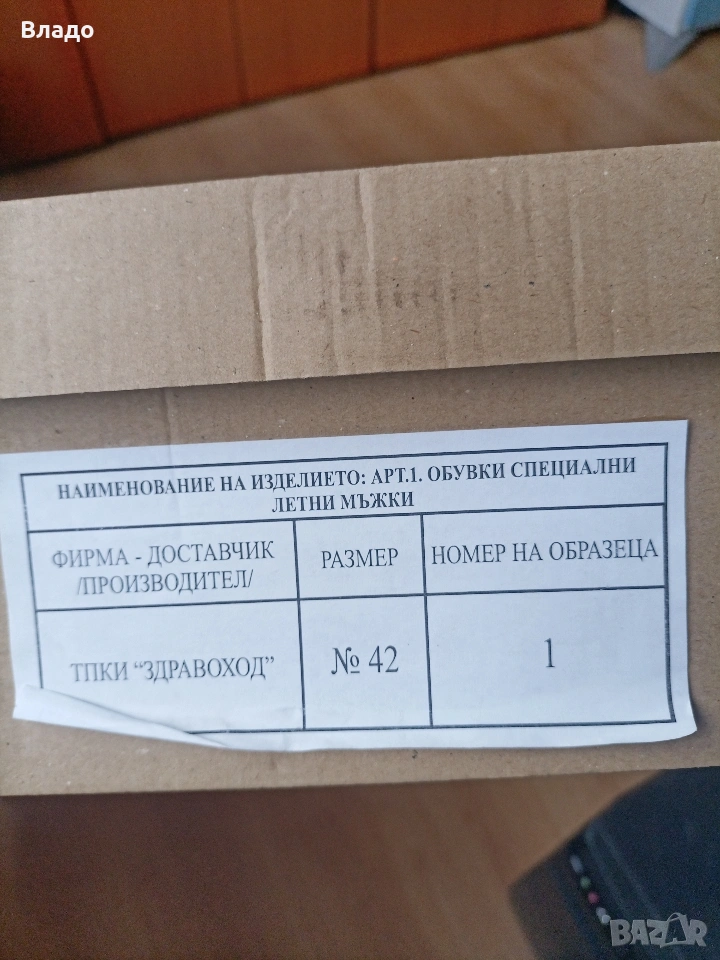 Владо
НАИМЕНОВАНИЕ НА ИЗДЕЛИЕТО: АРТ.1. ОБУВКИ СПЕЦИАЛНИ
ЛЕТНИ МЪЖКИ
ФИРМА - ДОСТАВЧИК
/ПРОИЗВОДИТЕЛ/
РАЗМЕР
НОМЕР НА ОБРАЗЕЦА
ТПКИ “ЗДРАВОХОД”
№ 42
1
BAZAR